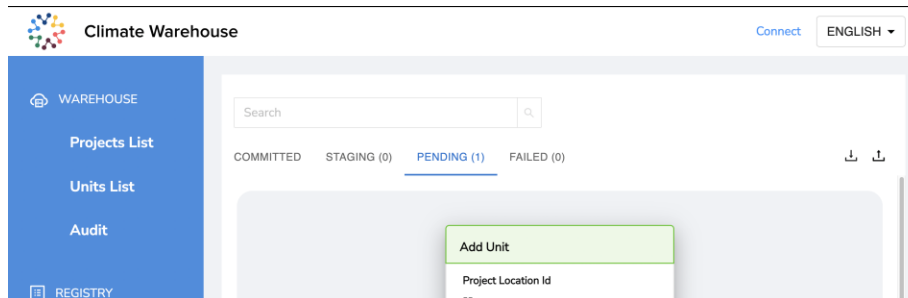 Climate Warehouse
Connect
ENGLISH
WAREHOUSE
Search
Projects List
COMMITTED STAGING (0) PENDING (1) FAILED (0)
Units List
Audit
Add Unit
Project Location Id
REGISTRY